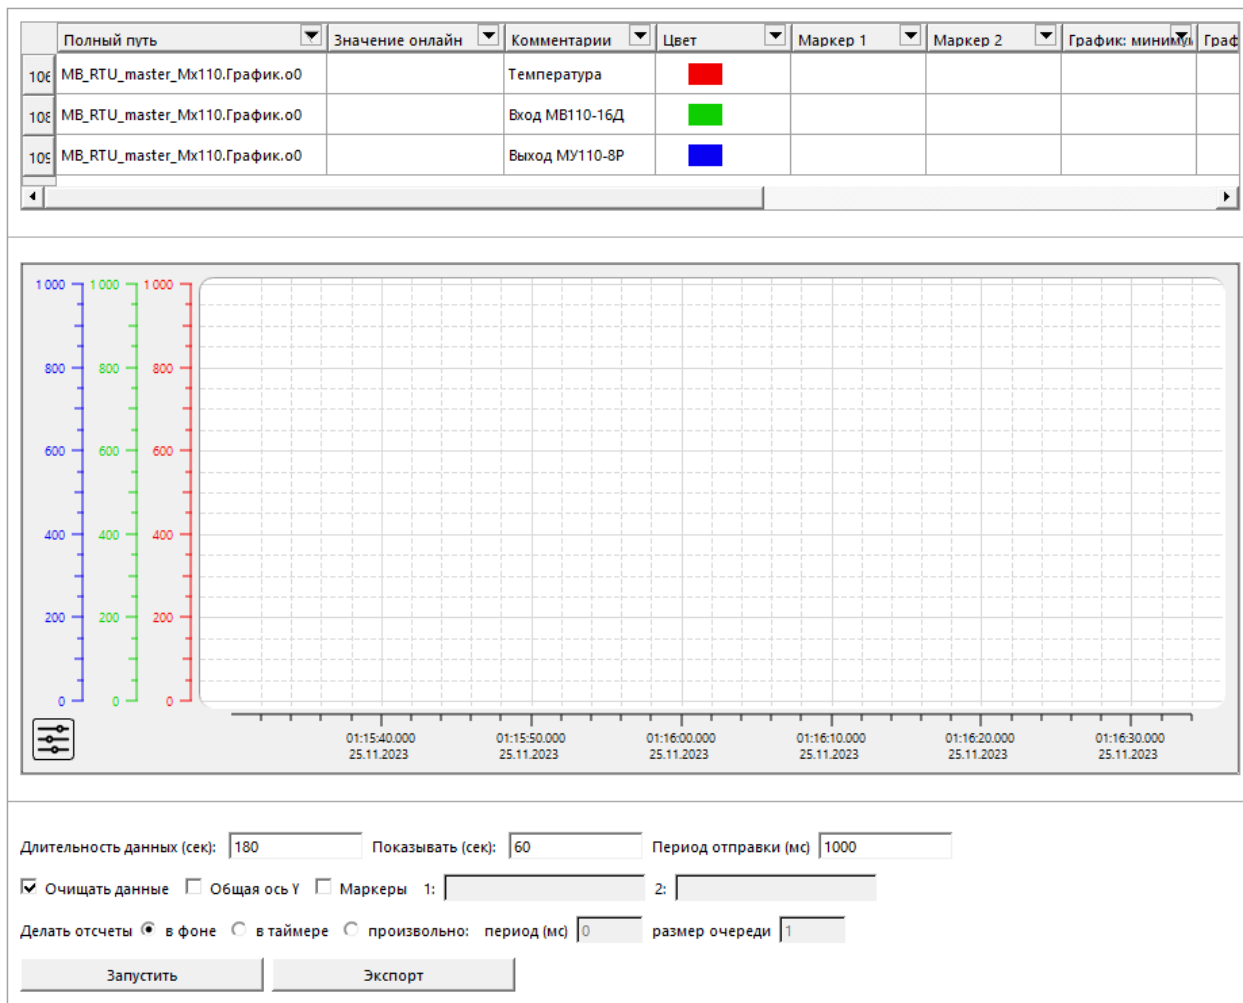 Полный путь Значение онлайн Комментарии Цвет Маркер 1 Маркер 2 График: миниму Граф
106 MB_RTU_master_Mx110.График.o0 Температура
108 MB_RTU_master_Mx110.График.o0 Вход МВ110-16Д
109 MB_RTU_master_Mx110.График.o0 Выход МУ110-8Р
1 000 1 000 1 000
800 800 800
600 600 600
400 400 400
200 200 200
0 0 0
01:15:40.000 01:15:50.000 01:16:00.000 01:16:10.000 01:16:20.000 01:16:30.000
25.11.2023 25.11.2023 25.11.2023 25.11.2023 25.11.2023 25.11.2023
Длительность данных (сек): 180 Показывать (сек): 60 Период отправки (мс) 1000
Очищать данные Общая ось Y Маркеры 1: 2:
Делать отсчеты в фоне в таймере произвольно: период (мс) 0 размер очереди 1
Запустить Экспорт